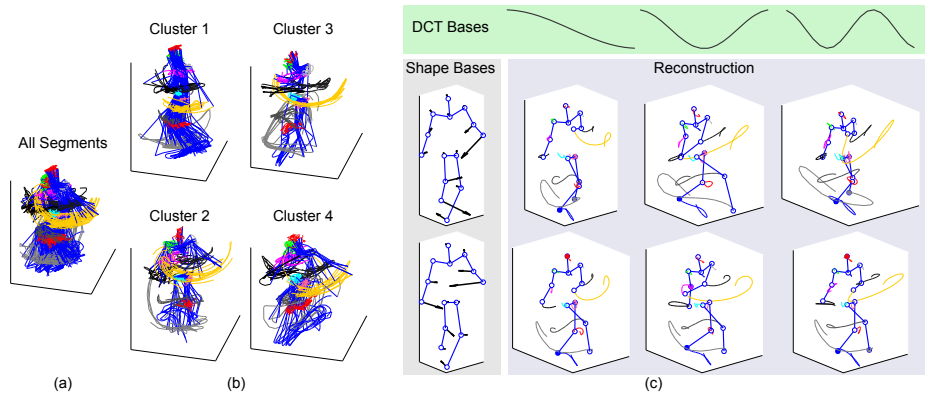 Cluster 1
Cluster 3
All Segments
Cluster 2
Cluster 4
(a)
(b)
DCT Bases
Shape Bases
Reconstruction
(c)